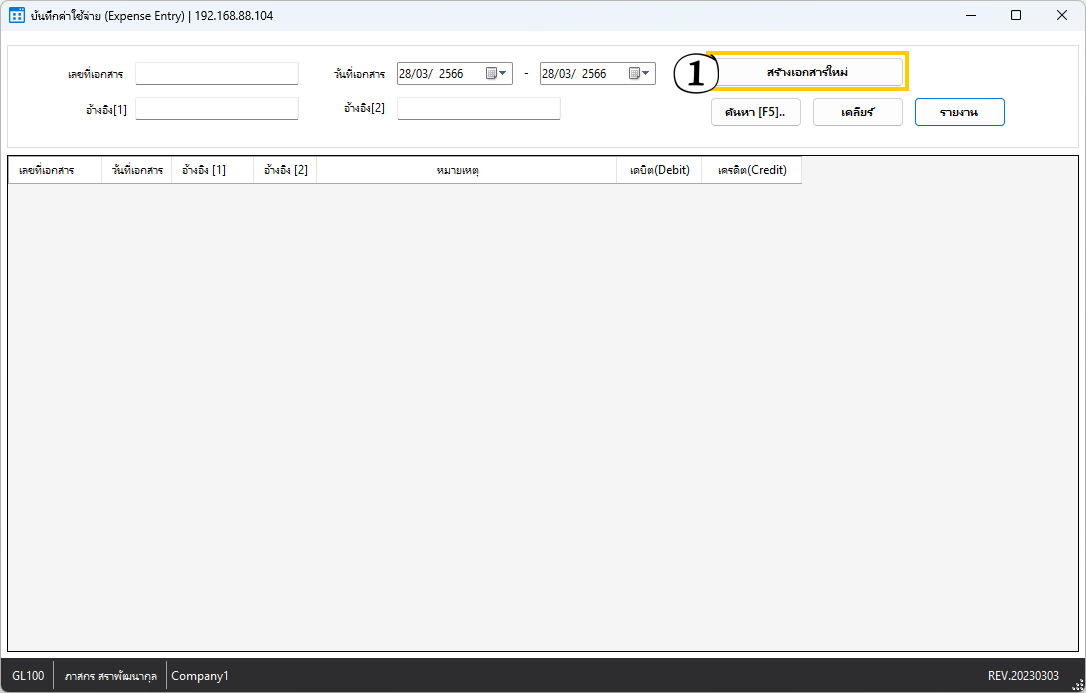 บันทึกค่าใช้จ่าย (Expense Entry) | 192.168.88.104
เลขที่เอกสาร วันที่เอกสาร 28/03/ 2566 - 28/03/ 2566 1 สร้างเอกสารใหม่
อ้างอิง[1] อ้างอิง[2] ค้นหา [F5].. เคลียร์ รายงาน
เลขที่เอกสาร วันที่เอกสาร อ้างอิง [1] อ้างอิง [2] หมายเหตุ เดบิต(Debit) เครดิต(Credit)
GL100 ภาสกร สราพัฒนากุล Company1 REV.20230303